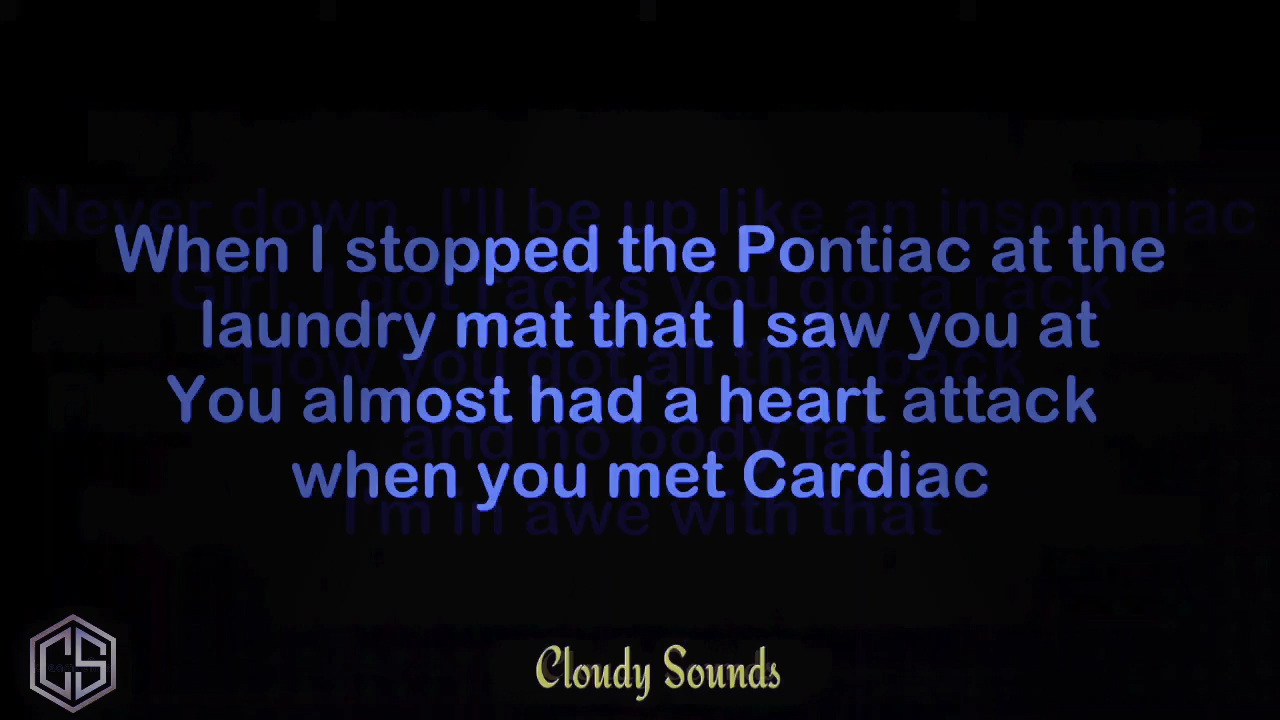 Never down, I'll be up like an insomniac
When I stopped the Pontiac at the
Girl, I got racks you got a rack
laundry mat that I saw you at
How you got all that back
You almost had a heart attack
and no body fat
when you met Cardiac
I'm in awe with that
CS
Cloudy Sounds